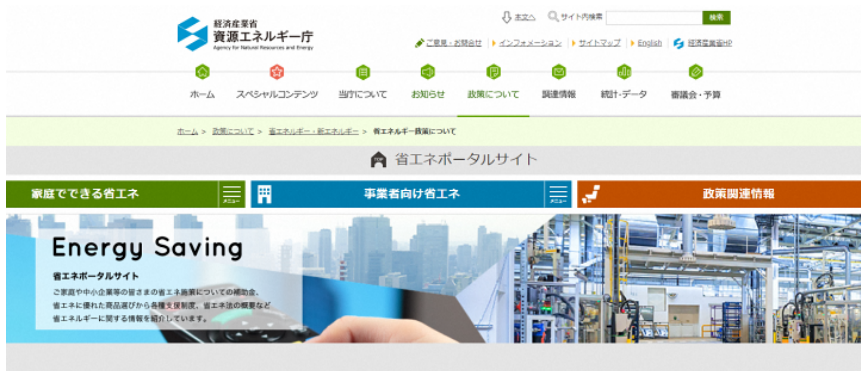 本文へ サイト内検索 検索
経済産業省
資源エネルギー庁
Agency for Natural Resources and Energy
ご意見・お問合せ インフォメーション サイトマップ English 経済産業省HP
ホーム スペシャルコンテンツ 当庁について お知らせ 政策について 調達情報 統計・データ 審議会・予算
ホーム > 政策について > 省エネルギー・新エネルギー > 省エネルギー政策について
TOP 省エネポータルサイト
家庭でできる省エネ メニュー 事業者向け省エネ メニュー 政策関連情報
Energy Saving
省エネポータルサイト
ご家庭や中小企業等の皆さまの省エネ施策についての補助金、
省エネに優れた商品選びから各種支援制度、省エネ法の概要など
省エネルギーに関する情報を紹介しています。